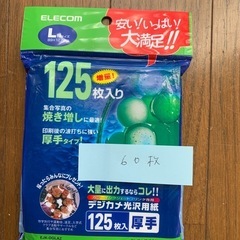 ELECOM
安い!いっぱい!
大満足!!
L
サイズ
増量!
125枚入り
集合写真の
焼き増しに最適!
印刷後の波打ちに強い
厚手タイプ!
60枚
大量に出力するならコレ!!
デジカメ光沢用紙
125枚入 厚手